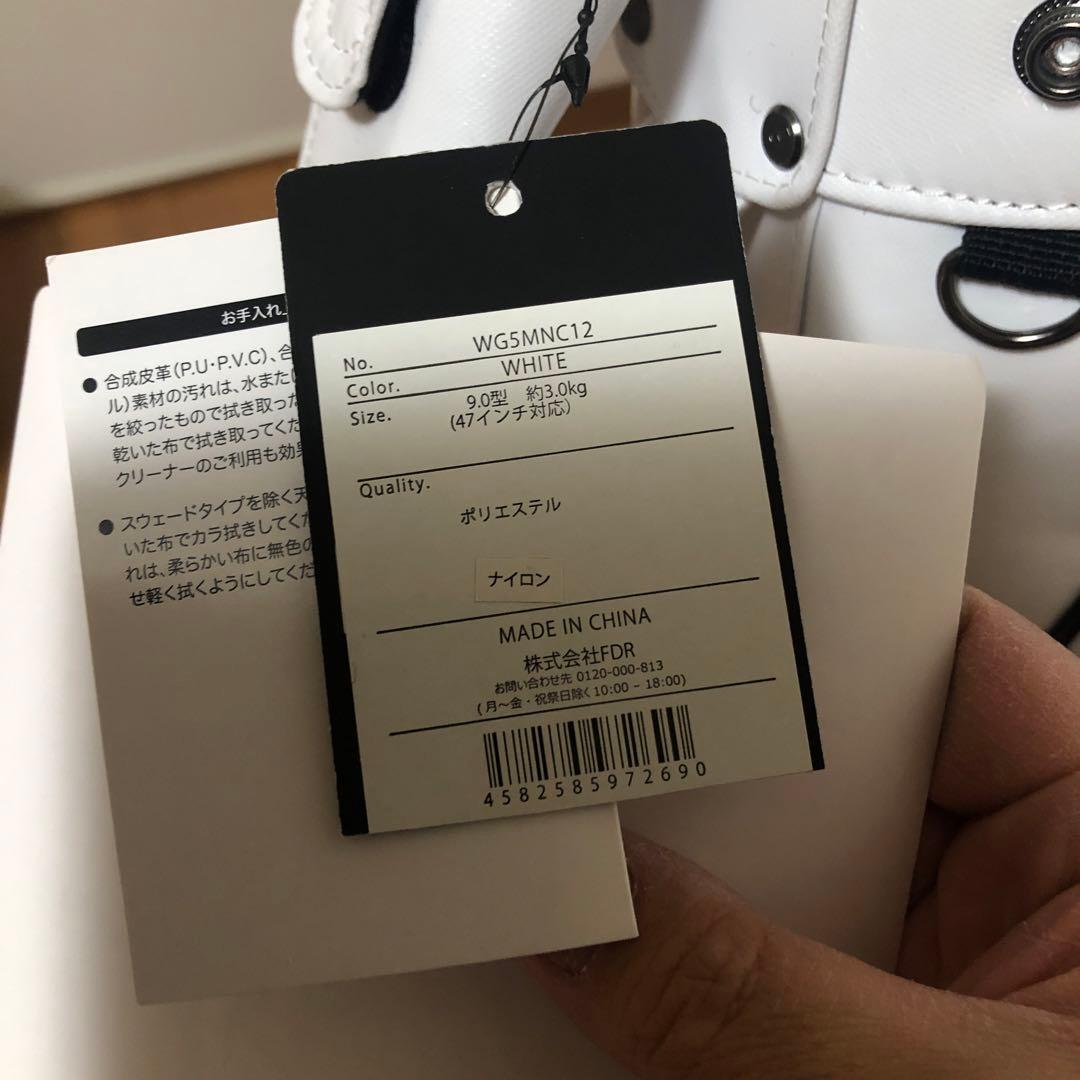 お手入れ
● 合成皮革(P.U・P.V.C)、合
ル)素材の汚れは、水また
を絞ったもので拭き取った
乾いた布で拭き取ってくだ
クリーナーのご利用も効果
● スウェードタイプを除く天
いた布でカラ拭きしてくだ
れは、柔らかい布に無色の
せ軽く拭くようにしてくだ
No. WG5MNC12
Color. WHITE
Size. 9.0型 約3.0kg
(47インチ対応)
Quality.
ポリエステル
ナイロン
MADE IN CHINA
株式会社FDR
お問い合わせ先 0120-000-813
(月〜金・祝祭日除く 10:00 - 18:00)
4582585972690